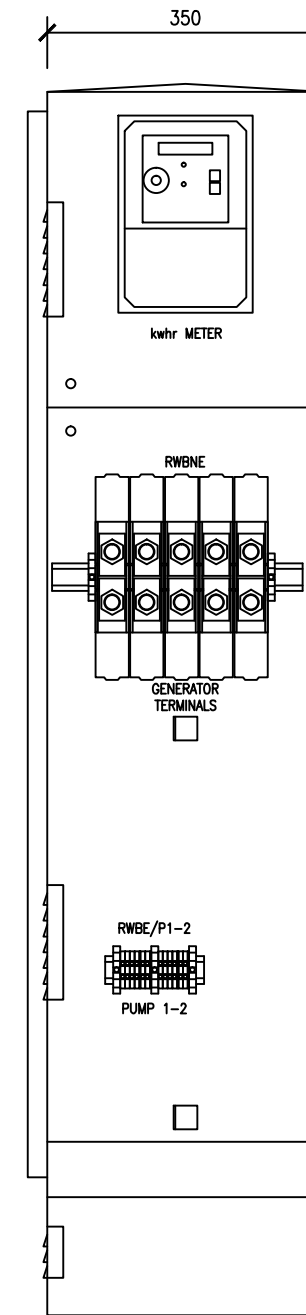 350
kwhr METER
RWBNE
GENERATOR
TERMINALS
RWBE/P1-2
PUMP 1-2